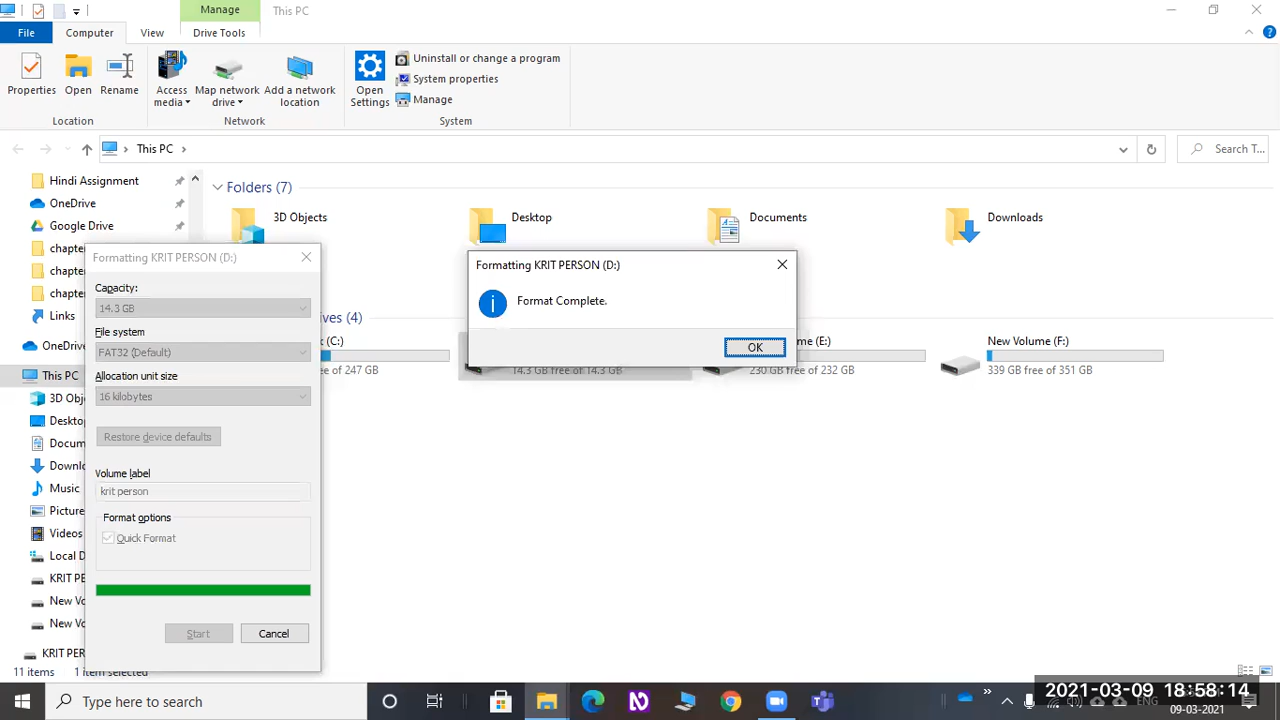 Manage
This PC
File
Computer
View
Drive Tools
Properties
Open
Rename
Access media
Map network drive
Add a network location
Open Settings
Uninstall or change a program
System properties
Manage
Location
Network
System
This PC
Search T...
Hindi Assignment
OneDrive
Google Drive
Links
This PC
Music
Videos
Folders (7)
3D Objects
Desktop
Documents
Downloads
(4)
(C:)
free of 247 GB
14.3 GB free of 14.3 GB
(E:)
230 GB free of 232 GB
New Volume (F:)
339 GB free of 351 GB
Formatting KRIT PERSON (D:)
Capacity:
14.3 GB
File system
FAT32 (Default)
Allocation unit size
16 kilobytes
Restore device defaults
Volume label
krit person
Format options
Quick Format
Start
Cancel
Formatting KRIT PERSON (D:)
Format Complete.
OK
11 items
1 item selected
Type here to search
2021-03-09 18:58:14
ENG
09-03-2021